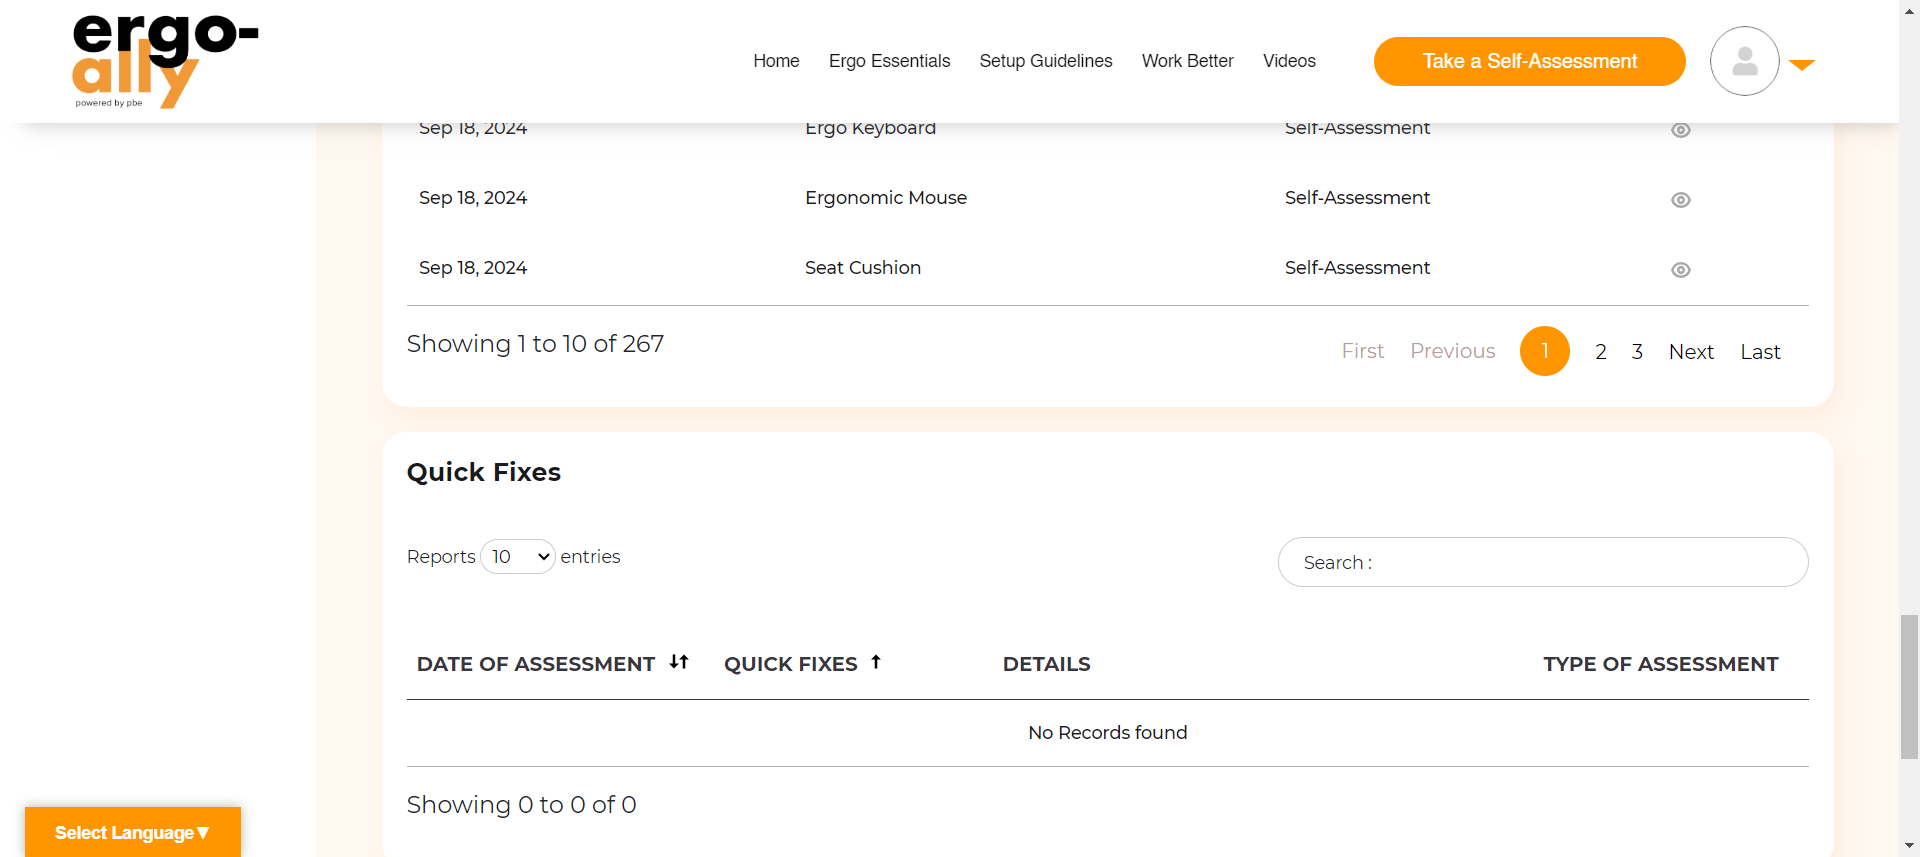 ergo-
ally
powered by pbe
Home Ergo Essentials Setup Guidelines Work Better Videos Take a Self-Assessment
Sep 18, 2024 Ergo Keyboard Self-Assessment
Sep 18, 2024 Ergonomic Mouse Self-Assessment
Sep 18, 2024 Seat Cushion Self-Assessment
Showing 1 to 10 of 267
First Previous 1 2 3 Next Last
Quick Fixes
Reports 10 entries
Search :
DATE OF ASSESSMENT QUICK FIXES DETAILS TYPE OF ASSESSMENT
No Records found
Showing 0 to 0 of 0
Select Language▼